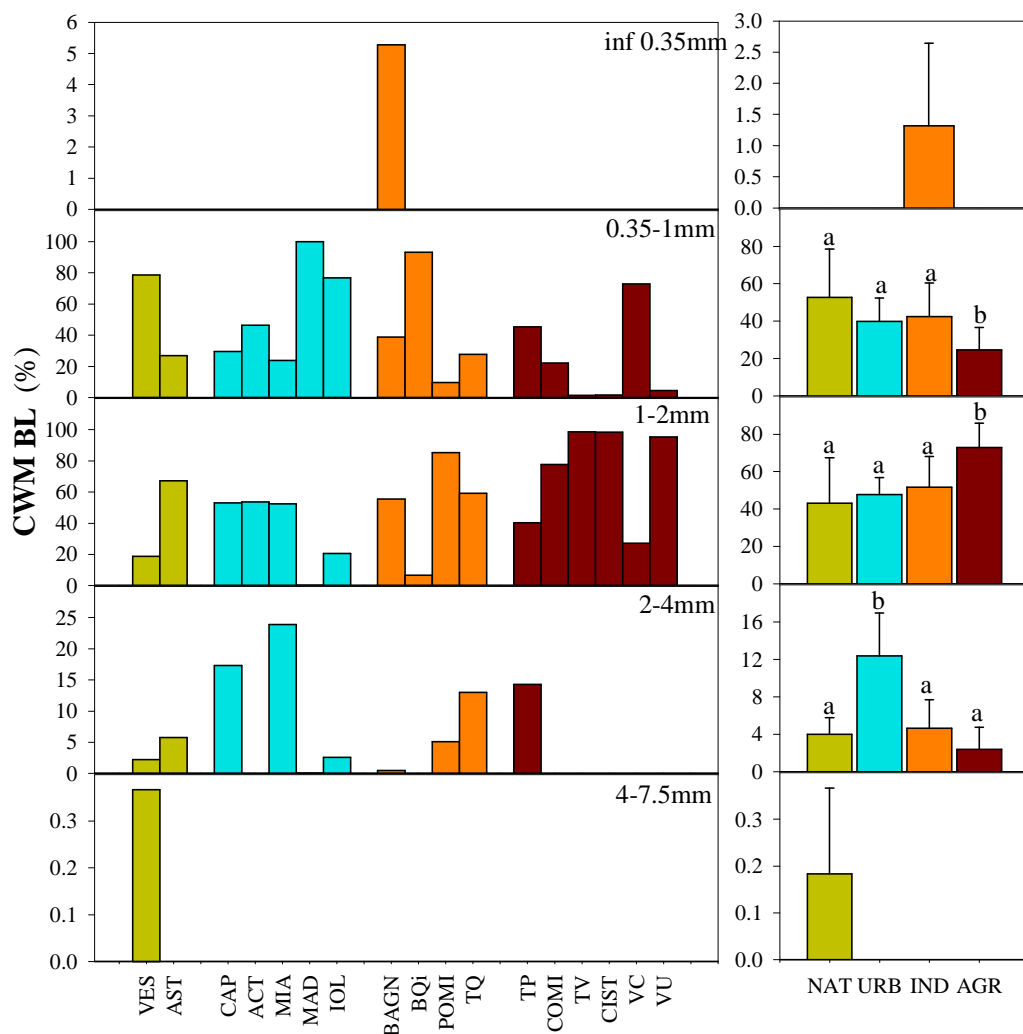 CWM BL (%)
inf 0.35mm
6
5
4
3
2
1
0
3.0
2.5
2.0
1.5
1.0
0.5
0.0
0.35-1mm
100
80
60
40
20
0
80
60
40
20
0
a
a
a
b
1-2mm
100
80
60
40
20
0
80
60
40
20
0
a
a
a
b
2-4mm
25
20
15
10
5
0
16
12
8
4
0
a
b
a
a
4-7.5mm
0.3
0.2
0.1
0.0
0.3
0.2
0.1
0.0
VES
AST
CAP
ACT
MIA
MAD
IOL
BAGN
BQi
POMI
TQ
TP
COMI
TV
CIST
VC
VU
NAT URB IND AGR